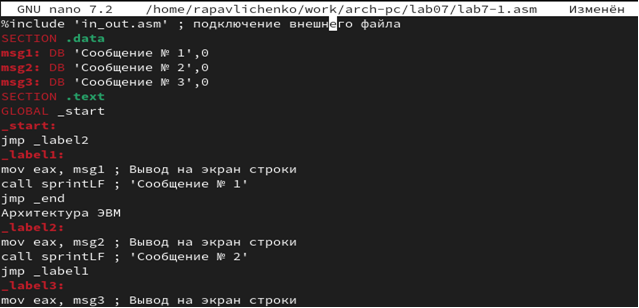 GNU nano 7.2 /home/rapavlichenko/work/arch-pc/lab07/lab7-1.asm Изменён
%include 'in_out.asm' ; подключение внешнего файла
SECTION .data
msg1: DB 'Сообщение № 1',0
msg2: DB 'Сообщение № 2',0
msg3: DB 'Сообщение № 3',0
SECTION .text
GLOBAL _start
_start:
jmp _label2
_label1:
mov eax, msg1 ; Вывод на экран строки
call sprintLF ; 'Сообщение № 1'
jmp _end
Архитектура ЭВМ
_label2:
mov eax, msg2 ; Вывод на экран строки
call sprintLF ; 'Сообщение № 2'
jmp _label1
_label3:
mov eax, msg3 ; Вывод на экран строки